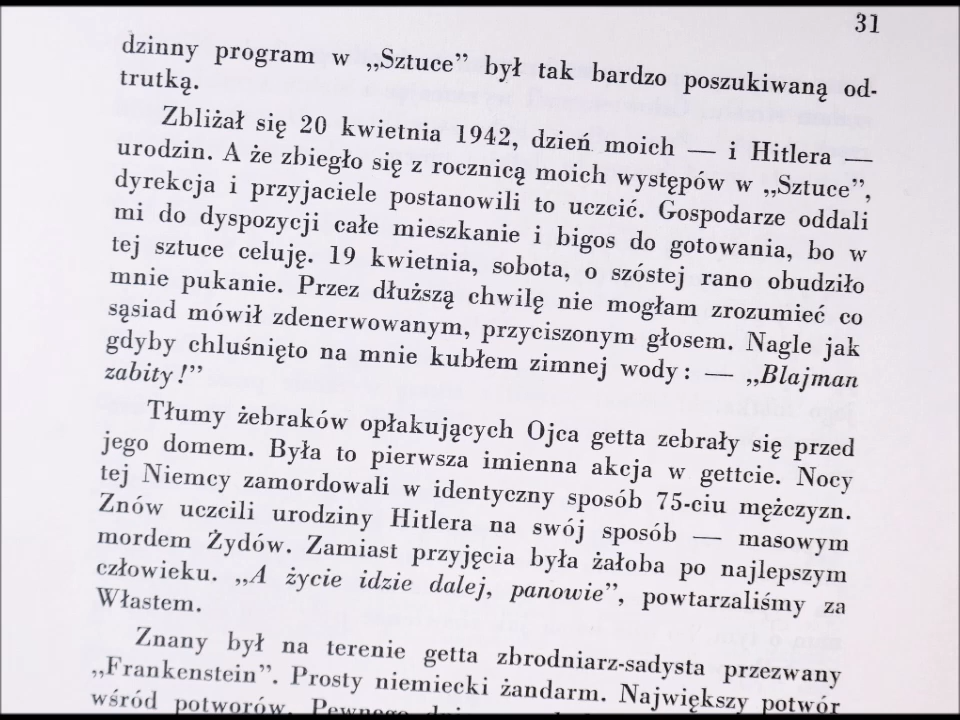 31
dzinny program w „Sztuce” był tak bardzo poszukiwaną od-
trutką.
Zbliżał się 20 kwietnia 1942, dzień moich — i Hitlera —
urodzin. A że zbiegło się z rocznicą moich występów w „Sztuce”,
dyrekcja i przyjaciele postanowili to uczcić. Gospodarze oddali
mi do dyspozycji całe mieszkanie i bigos do gotowania, bo w
tej sztuce celuję. 19 kwietnia, sobota, o szóstej rano obudziło
mnie pukanie. Przez dłuższą chwilę nie mogłam zrozumieć co
sąsiad mówił zdenerwowanym, przyciszonym głosem. Nagle jak
gdyby chluśnięto na mnie kubłem zimnej wody: — „Blajman
zabity!”
Tłumy żebraków opłakujących Ojca getta zebrały się przed
jego domem. Była to pierwsza imienna akcja w gettcie. Nocy
tej Niemcy zamordowali w identyczny sposób 75-ciu mężczyzn.
Znów uczcili urodziny Hitlera na swój sposób — masowym
mordem Żydów. Zamiast przyjęcia była żałoba po najlepszym
człowieku. „A życie idzie dalej, panowie”, powtarzaliśmy za
Włastem.
Znany był na terenie getta zbrodniarz-sadysta przezwany
„Frankenstein”. Prosty niemiecki żandarm. Największy potwór
wśród potworów. Pewnego